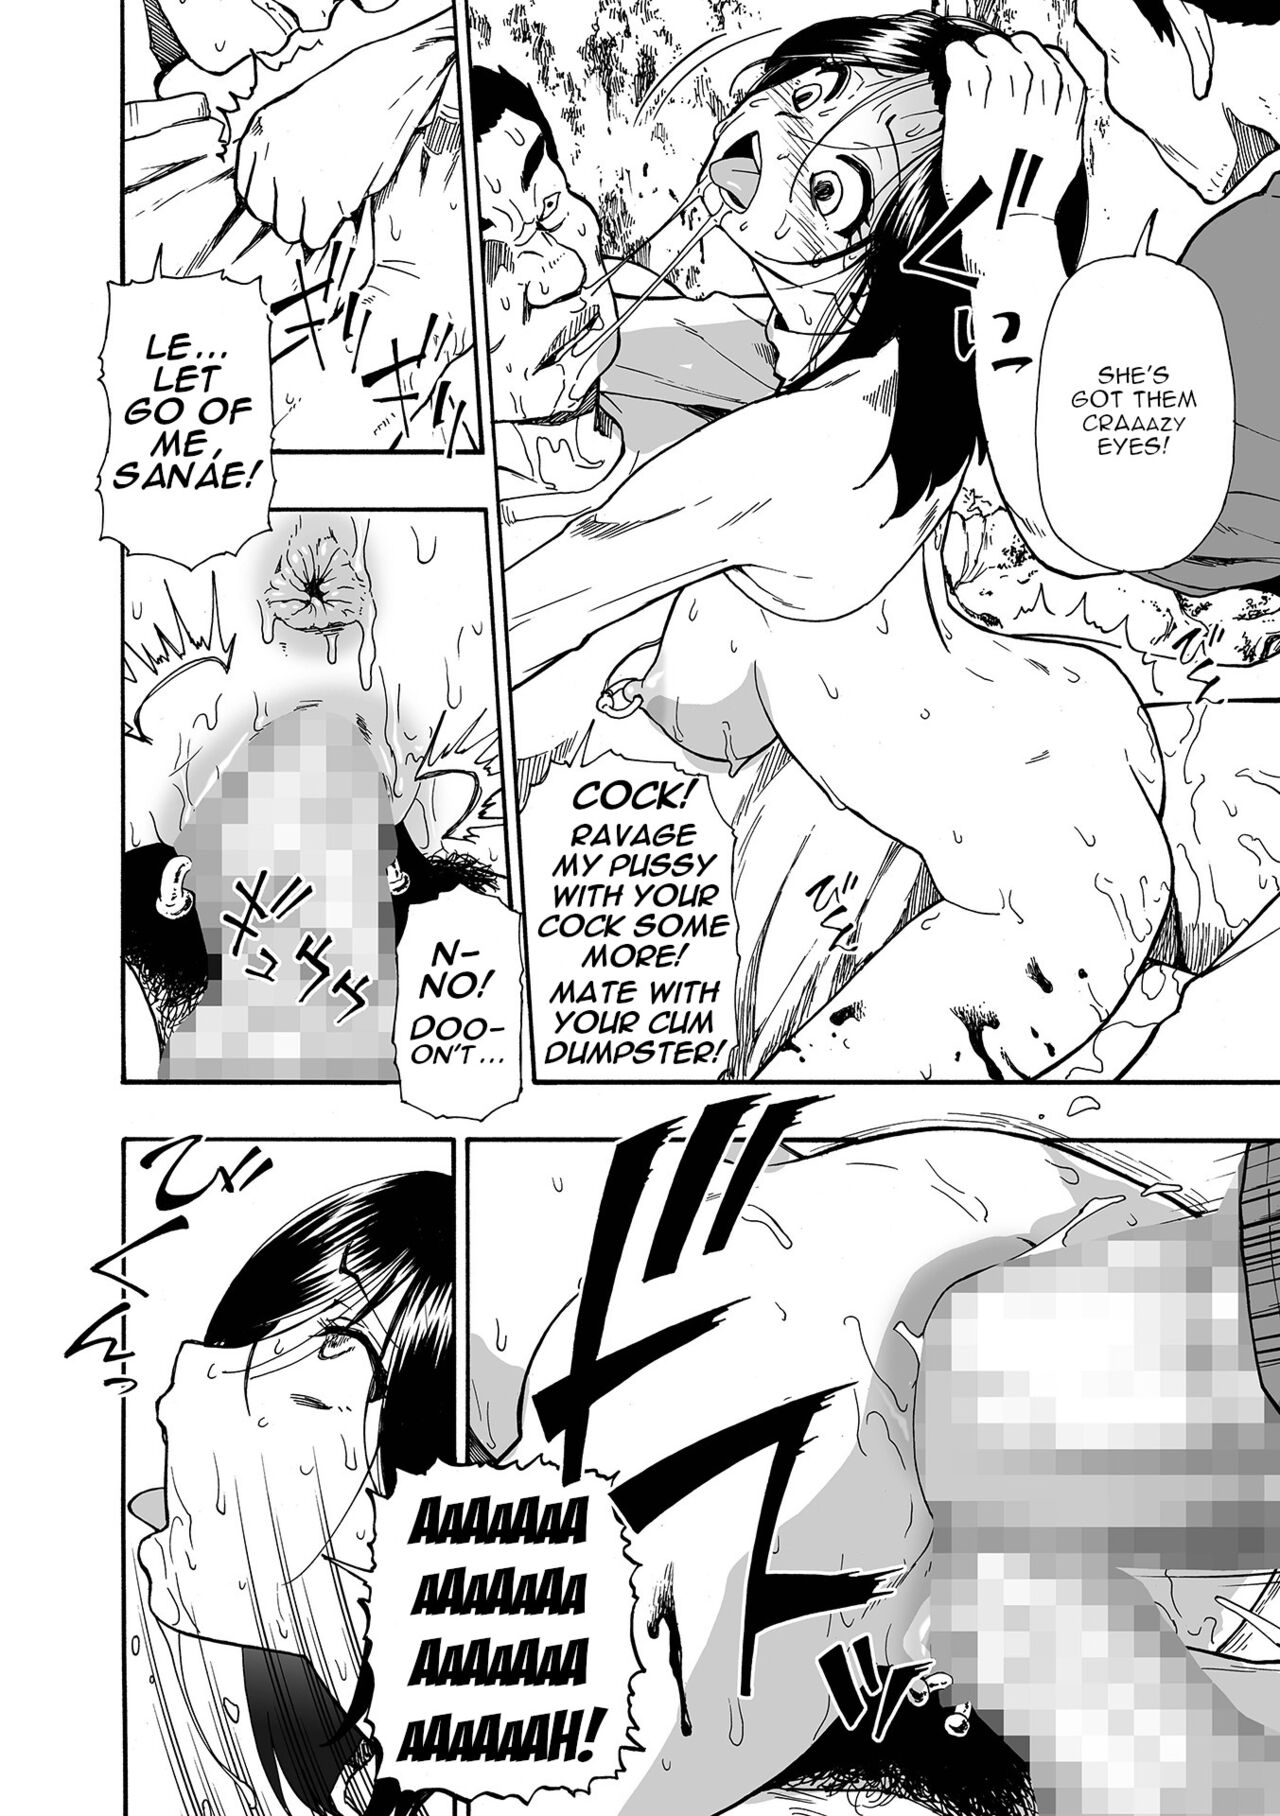 SHE'S
GOT THEM
CRAAAZY
EYES!
COCK!
RAVAGE
MY PUSSY
WITH YOUR
COCK SOME
MORE!
MATE WITH
YOUR CUM
DUMPSTER!
LE...
LET
GO OF
ME,
SANAE!
N-
NO!
DOO-
ON'T...
AAAAAAA
AAAAAAA
AAAAAAA
AAAAAAH!